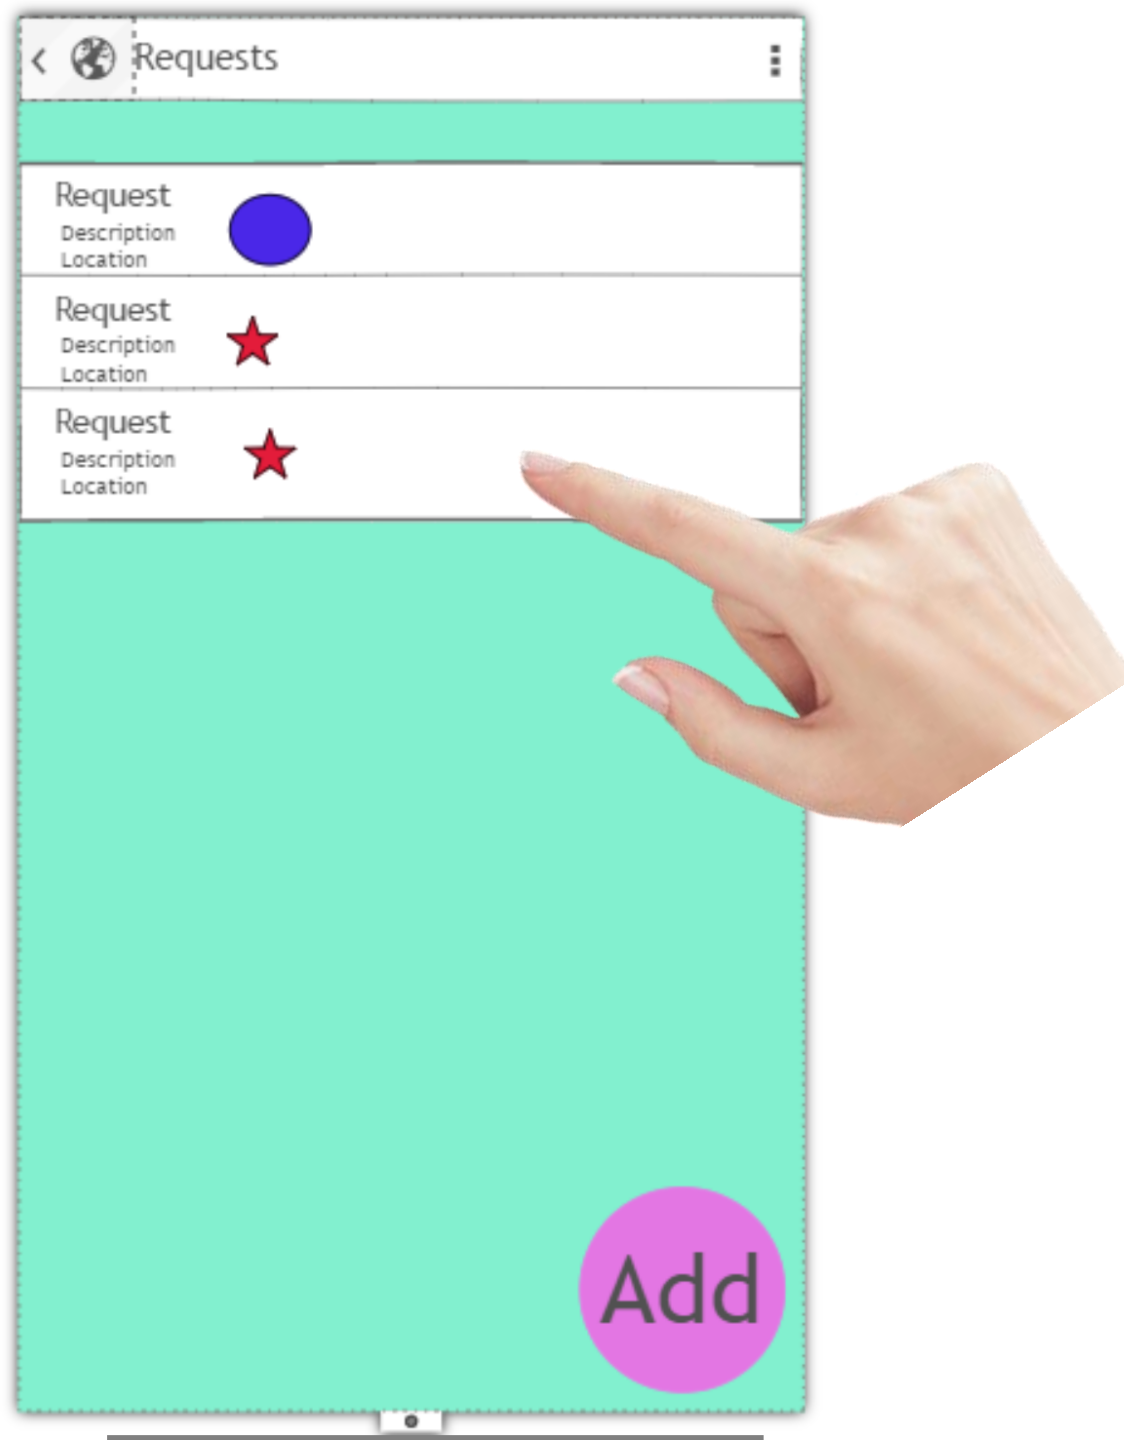 Requests
Request
Description
Location
Request
Description
Location
Request
Description
Location
Add